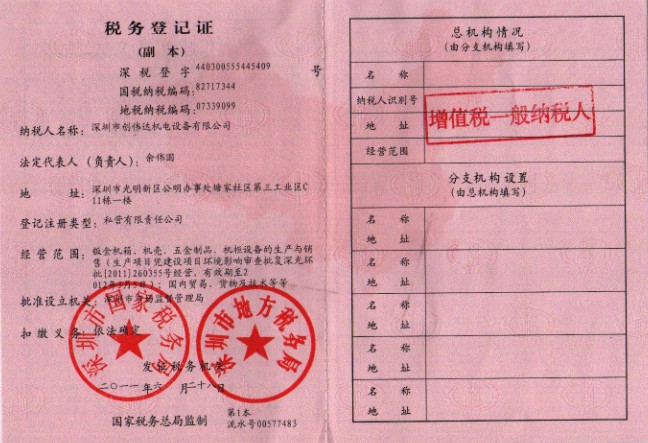 税务登记证
(副 本)
深 税 登 字 440300555445409 号
国税纳税编码: 82717344
地税纳税编码: 07339099
纳税人名称: 深圳市创伟达机电设备有限公司
法定代表人(负责人): 余伟国
地 址: 深圳市光明新区公明办事处塘家社区第三工业区C
11栋一楼
登记注册类型: 私营有限责任公司
经 营 范 围: 钣金机箱、机壳、五金制品、机柜设备的生产与销
售(生产项目凭建设项目环境影响审查批复深光环
批[2011]260355号经营，有效期至2
012年5月5日); 国内贸易、货物及技术等等
批准设立机关: 深圳市市场监督管理局
扣 缴 义 务: 依法确定
深圳市国家税务局
深圳市地方税务局
发证税务机关
二〇一一 年 六 月 二十八 日
国家税务总局监制
第1本
流水号00577483
总机构情况
(由分支机构填写)
名 称
纳税人识别号
地 址
经营范围
增值税一般纳税人
分支机构设置
(由总机构填写)
名 称
地 址
名 称
地 址
名 称
地 址
名 称
地 址
名 称
地 址